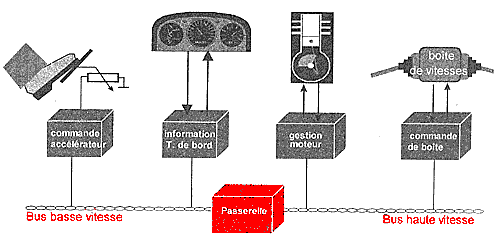 boîte
de vitesses
commande
accélérateur
information
T. de bord
gestion
moteur
commande
de boîte
Passerelle
Bus basse vitesse
Bus haute vitesse